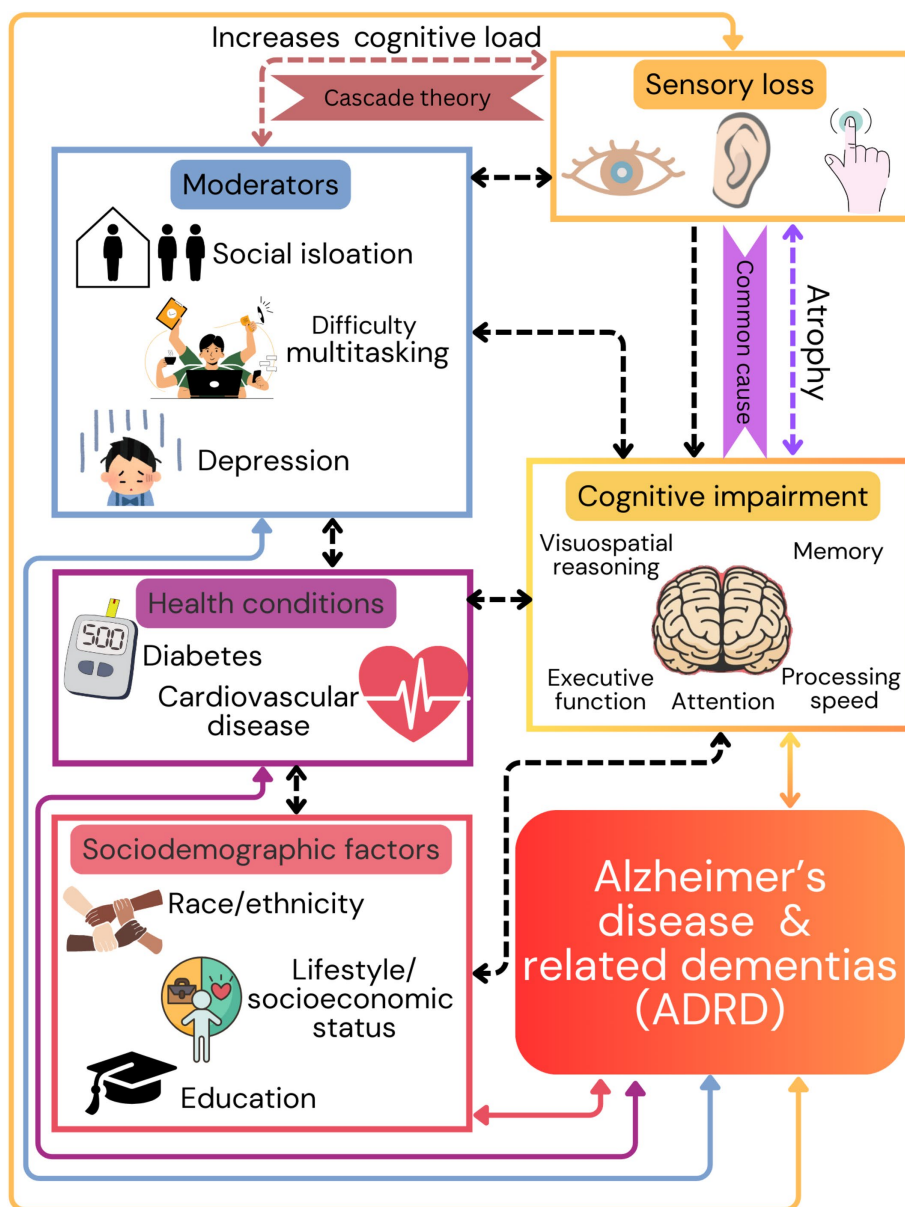 Increases cognitive load
Cascade theory
Sensory loss
Moderators
Social isloation
Difficulty
multitasking
Depression
Common cause
Atrophy
Cognitive impairment
Visuospatial
reasoning
Memory
Executive
function
Attention
Processing
speed
Health conditions
500
Diabetes
Cardiovascular
disease
Sociodemographic factors
Race/ethnicity
Lifestyle/
socioeconomic
status
Education
Alzheimer's
disease &
related dementias
(ADRD)